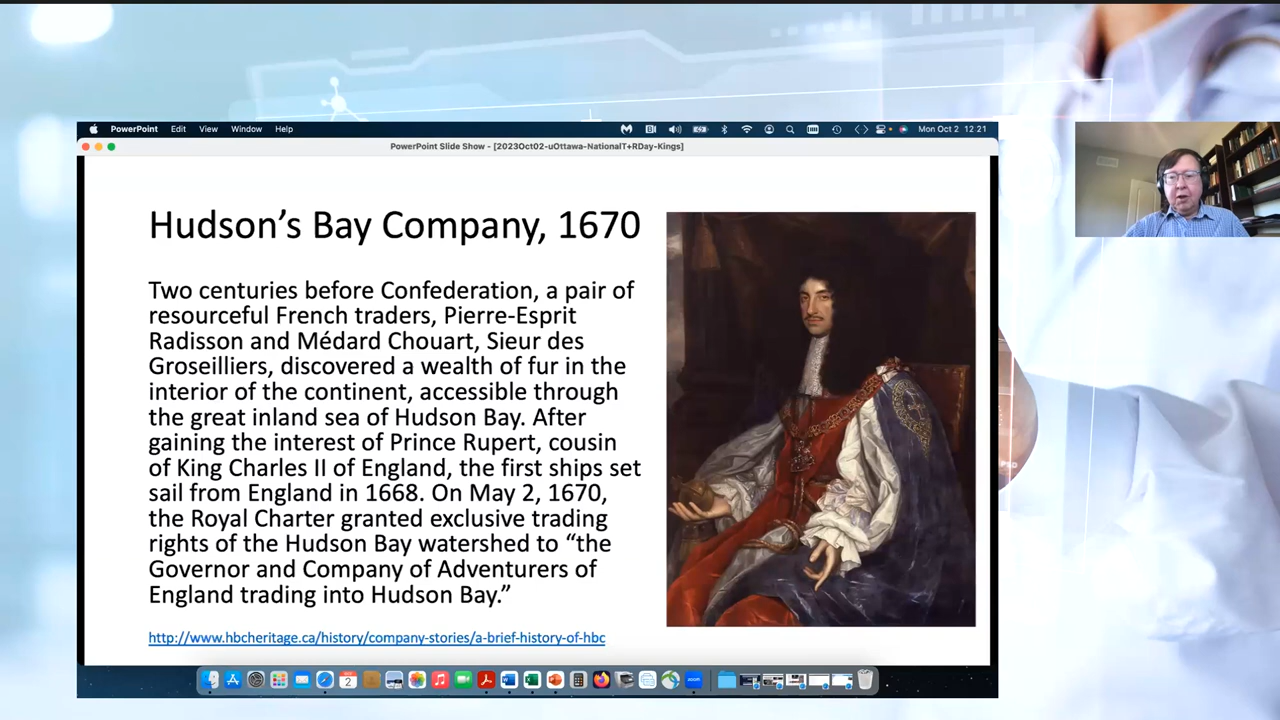 PowerPoint Edit View Window Help
Mon Oct 2 12:21
PowerPoint Slide Show - [2023Oct02-uOttawa-NationalT+RDay-Kings]
Hudson’s Bay Company, 1670
Two centuries before Confederation, a pair of
resourceful French traders, Pierre-Esprit
Radisson and Médard Chouart, Sieur des
Groseilliers, discovered a wealth of fur in the
interior of the continent, accessible through
the great inland sea of Hudson Bay. After
gaining the interest of Prince Rupert, cousin
of King Charles II of England, the first ships set
sail from England in 1668. On May 2, 1670,
the Royal Charter granted exclusive trading
rights of the Hudson Bay watershed to “the
Governor and Company of Adventurers of
England trading into Hudson Bay.”
http://www.hbcheritage.ca/history/company-stories/a-brief-history-of-hbc
2
zoom